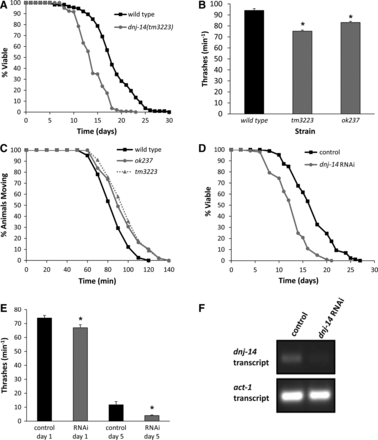 A
wild type
dnj-14(tm3223)
% Viable
100
90
80
70
60
50
40
30
20
10
0
0 5 10 15 20 25 30
Time (days)
B
Thrashes (min-1)
100
90
80
70
60
50
40
30
20
10
0
* *
wild type tm3223 ok237
Strain
C
wild type
ok237
tm3223
% Animals Moving
100
90
80
70
60
50
40
30
20
10
0
0 20 40 60 80 100 120 140
Time (min)
D
control
dnj-14 RNAi
% Viable
100
90
80
70
60
50
40
30
20
10
0
0 5 10 15 20 25
Time (days)
E
Thrashes (min-1)
80
70
60
50
40
30
20
10
0
* *
control RNAi control RNAi
day 1 day 1 day 5 day 5
F
control dnj-14 RNAi
dnj-14
transcript
act-1
transcript